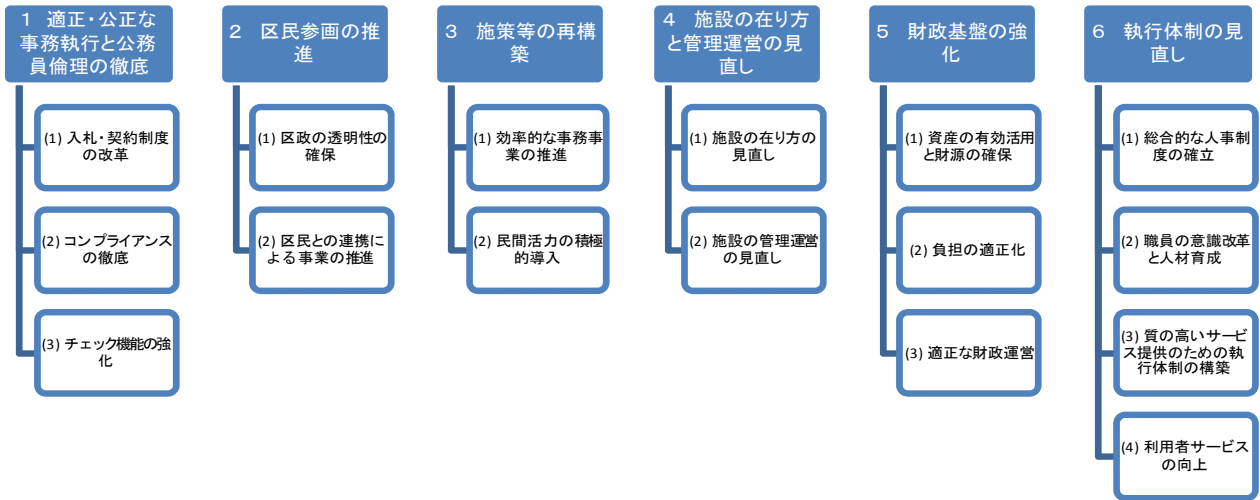 1 適正・公正な
事務執行と公務
員倫理の徹底
(1) 入札・契約制度
の改革
(2) コンプライアンス
の徹底
(3) チェック機能の強
化
2 区民参画の推
進
(1) 区政の透明性の
確保
(2) 区民との連携に
よる事業の推進
3 施策等の再構
築
(1) 効率的な事務事
業の推進
(2) 民間活力の積極
的導入
4 施設の在り方
と管理運営の見
直し
(1) 施設の在り方の
見直し
(2) 施設の管理運営
の見直し
5 財政基盤の強
化
(1) 資産の有効活用
と財源の確保
(2) 負担の適正化
(3) 適正な財政運営
6 執行体制の見
直し
(1) 総合的な人事制
度の確立
(2) 職員の意識改革
と人材育成
(3) 質の高いサービ
ス提供のための執
行体制の構築
(4) 利用者サービス
の向上